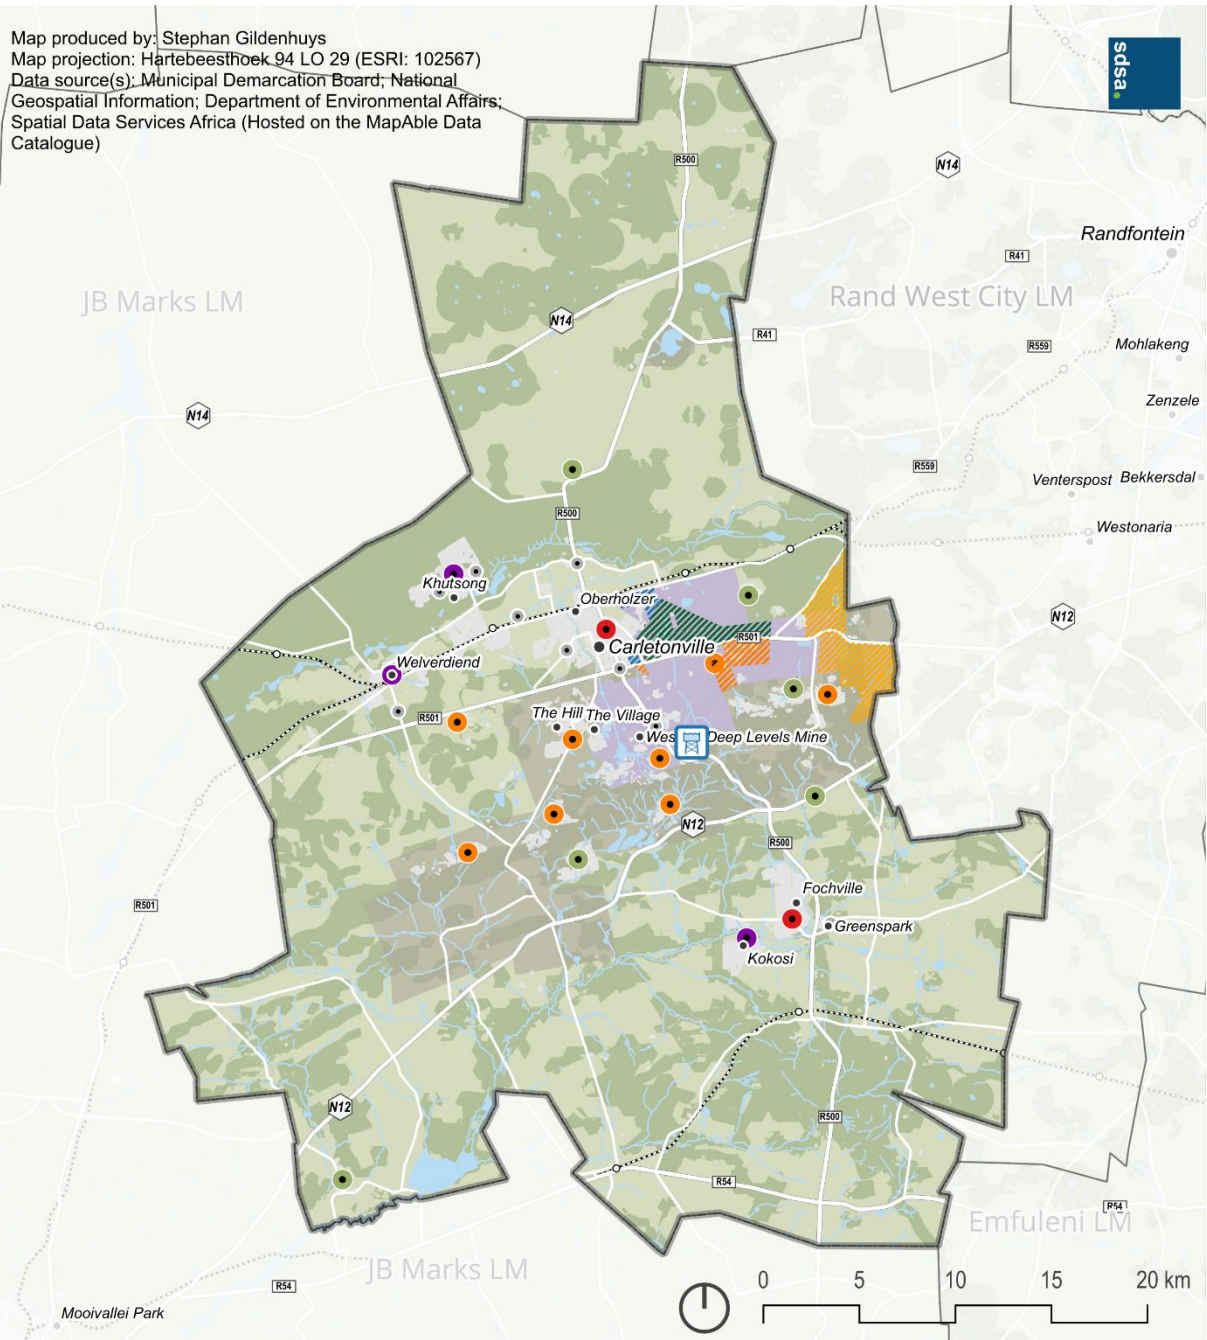 Map produced by: Stephan Gildenhuys
Map projection: Hartebeesthoek 94 LO 29 (ESRI: 102567)
Data source(s): Municipal Demarcation Board; National
Geospatial Information; Department of Environmental Affairs;
Spatial Data Services Africa (Hosted on the MapAble Data
Catalogue)
sdsa.
R500
N14
Randfontein
R41
JB Marks LM
Rand West City LM
N14
R41
R559
Mohlakeng
Zenzele
N14
R559
Venterspost
Bekkersdal
R500
Westonaria
Khutsong
Oberholzer
N12
R501
Carletonville
Welverdiend
R501
The Hill
The Village
Wes
Deep Levels Mine
N12
R500
Fochville
R501
Greenspark
Kokosi
N12
R500
R54
R54
Emfuleni LM
JB Marks LM
R54
0 5 10 15 20 km
Mooivallei Park